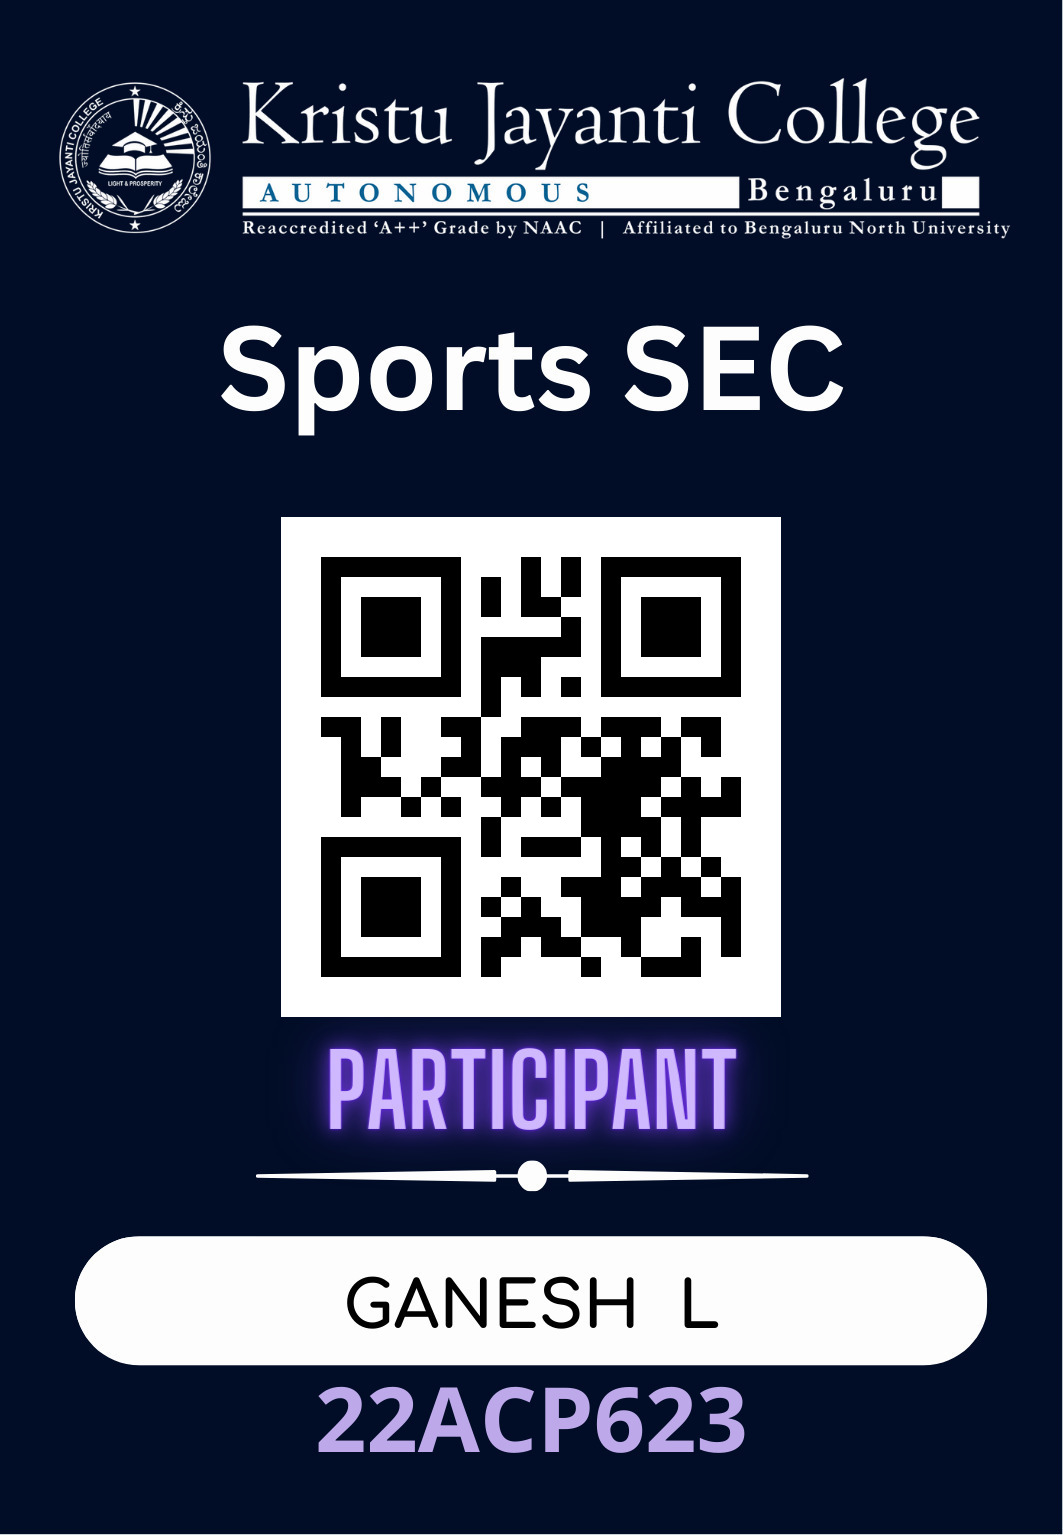 Kristu Jayanti College
AUTONOMOUS Bengaluru
Reaccredited ‘A++’ Grade by NAAC | Affiliated to Bengaluru North University
KRISTU JAYANTI COLLEGE
LIGHT & PROSPERITY
Sports SEC
PARTICIPANT
GANESH L
22ACP623